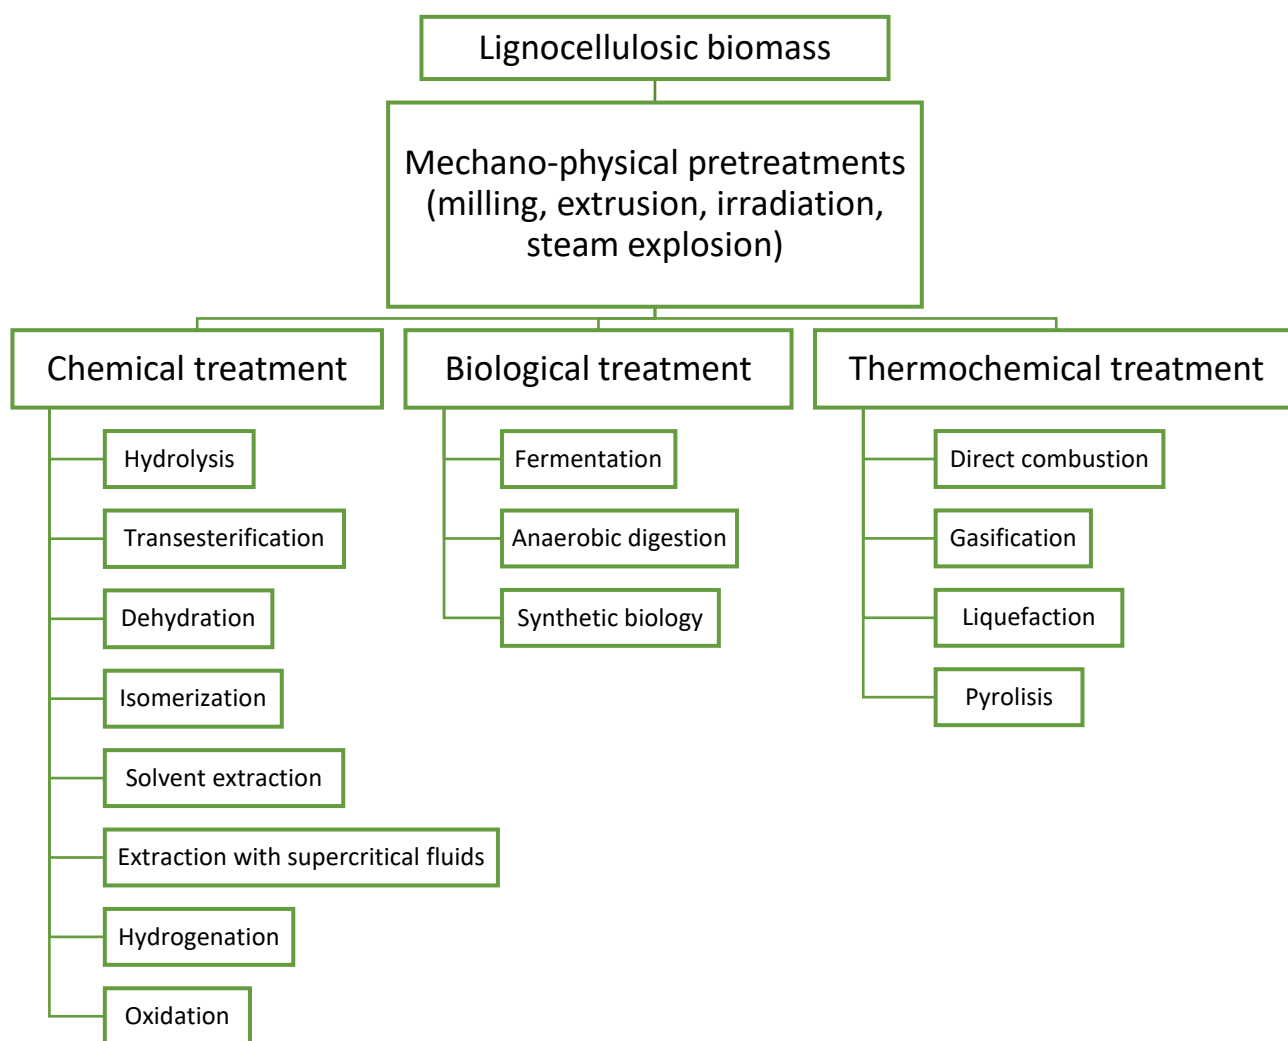 Lignocellulosic biomass
Mechano-physical pretreatments
(milling, extrusion, irradiation,
steam explosion)
Chemical treatment
Hydrolysis
Transesterification
Dehydration
Isomerization
Solvent extraction
Extraction with supercritical fluids
Hydrogenation
Oxidation
Biological treatment
Fermentation
Anaerobic digestion
Synthetic biology
Thermochemical treatment
Direct combustion
Gasification
Liquefaction
Pyrolisis